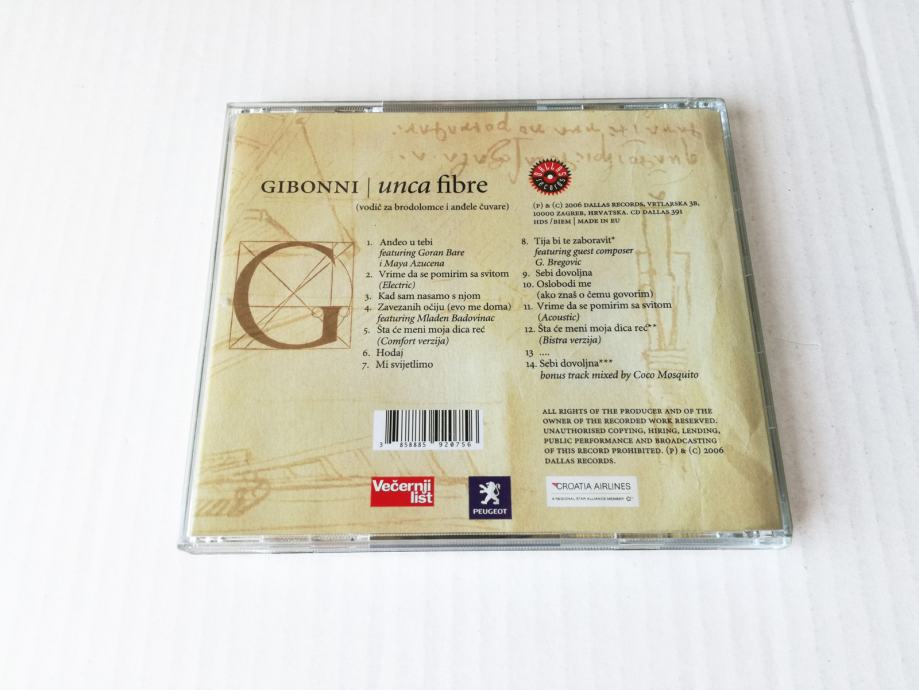 GIBONNI | unca fibre
(vodič za brodolomce i anđele čuvare)
DALLAS
records
(P) & (C) 2006 DALLAS RECORDS, VRTLARSKA 3B,
10000 ZAGREB, HRVATSKA. CD DALLAS 391
HDS /BIEM | MADE IN EU
G
1. Anđeo u tebi
featuring Goran Bare
i Maya Azucena
2. Vrime da se pomirim sa svitom
(Electric)
3. Kad sam nasamo s njom
4. Zavezanih očiju (evo me doma)
featuring Mladen Badovinac
5. Šta će meni moja dica reć
(Comfort verzija)
6. Hodaj
7. Mi svijetlimo
8. Tija bi te zaboravit*
featuring guest composer
G. Bregovic
9. Sebi dovoljna
10. Oslobodi me
(ako znaš o čemu govorim)
11. Vrime da se pomirim sa svitom
(Acoustic)
12. Šta će meni moja dica reć**
(Bistra verzija)
13 ....
14. Sebi dovoljna***
bonus track mixed by Coco Mosquito
ALL RIGHTS OF THE PRODUCER AND OF THE
OWNER OF THE RECORDED WORK RESERVED.
UNAUTHORISED COPYING, HIRING, LENDING,
PUBLIC PERFORMANCE AND BROADCASTING
OF THIS RECORD PROHIBITED. (P) & (C) 2006
DALLAS RECORDS.
3 858885 920756
Večernji
list
PEUGEOT
CROATIA AIRLINES
A REGIONAL STAR ALLIANCE MEMBER